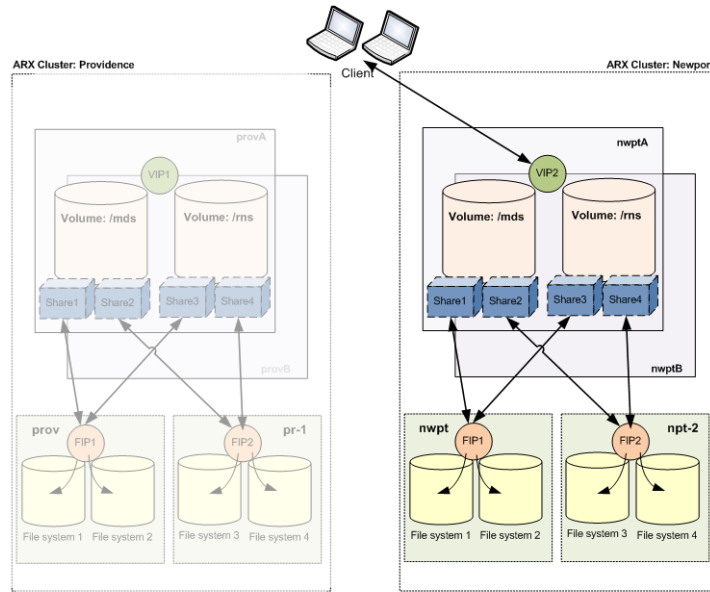 Client
ARX Cluster: Providence
provA
VIP1
Volume: /mds
Volume: /rns
Share1
Share2
Share3
Share4
provB
prov
FIP1
File system 1
File system 2
pr-1
FIP2
File system 3
File system 4
ARX Cluster: Newpor
nwptA
VIP2
Volume: /mds
Volume: /rns
Share1
Share2
Share3
Share4
nwptB
nwpt
FIP1
File system 1
File system 2
npt-2
FIP2
File system 3
File system 4